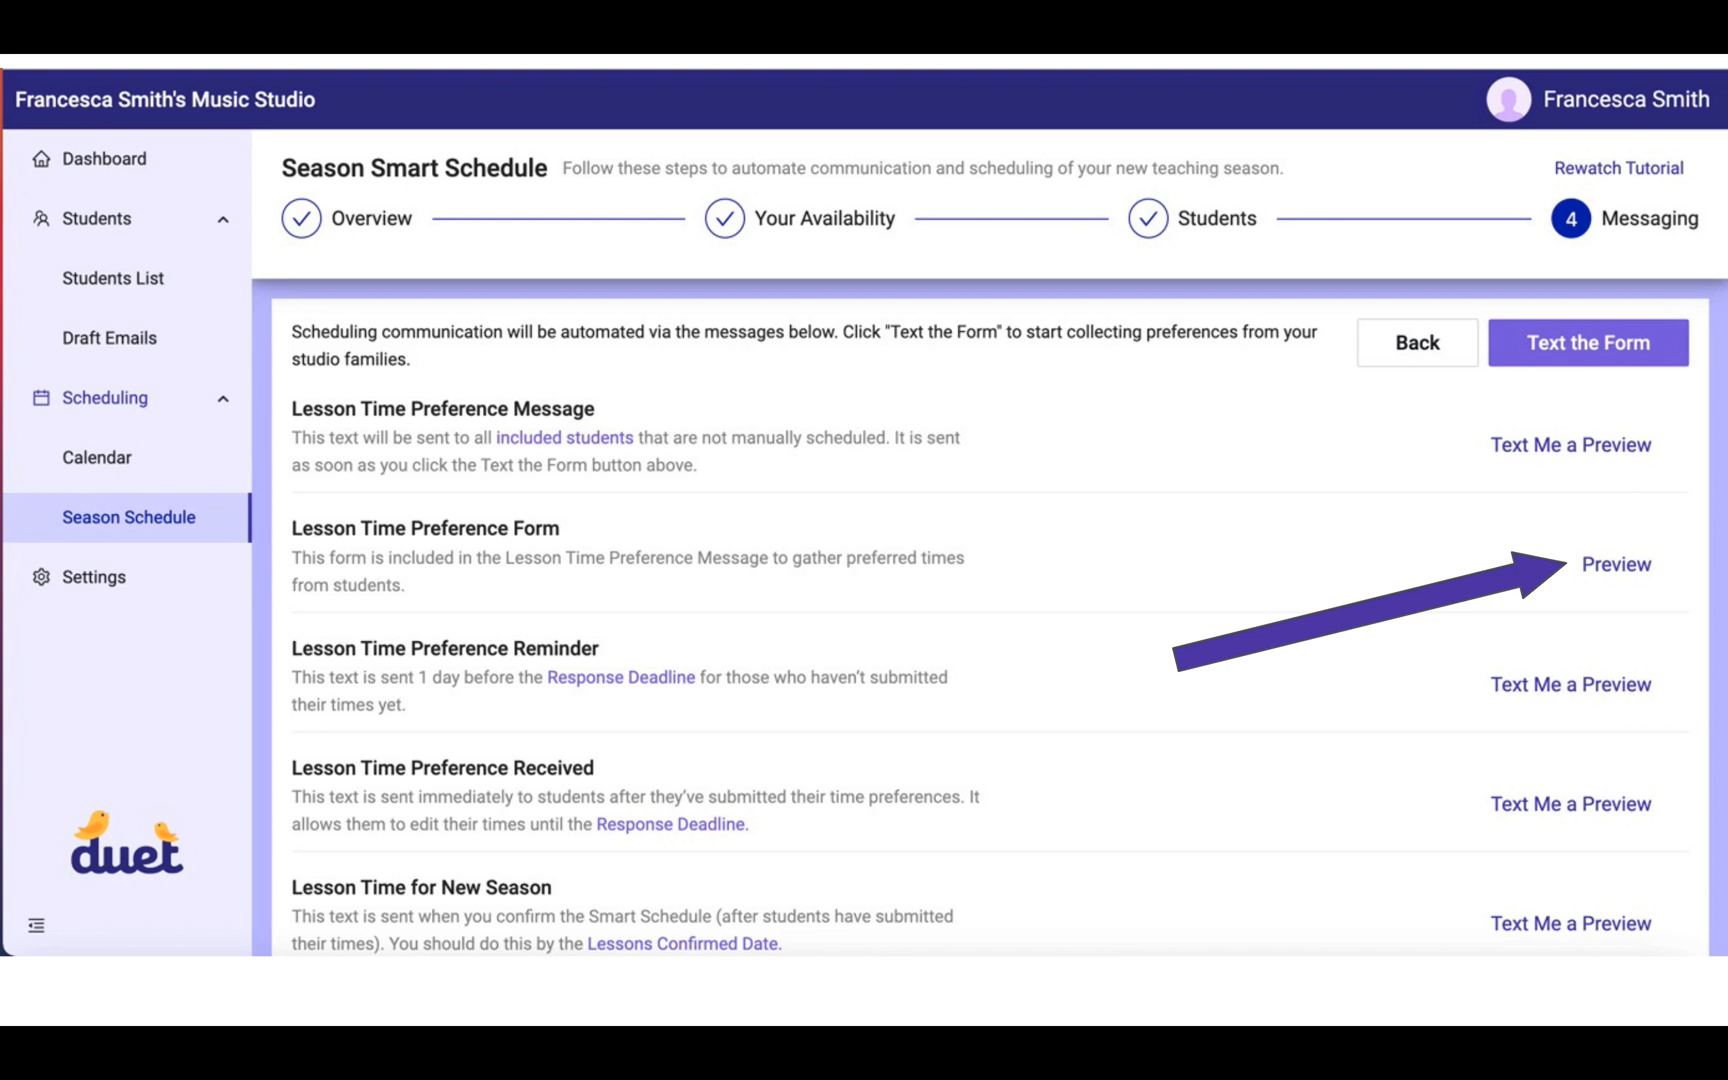 Francesca Smith's Music Studio
Francesca Smith
Dashboard
Students
Students List
Draft Emails
Scheduling
Calendar
Season Schedule
Settings
duet
Season Smart Schedule Follow these steps to automate communication and scheduling of your new teaching season.
Rewatch Tutorial
Overview
Your Availability
Students
4 Messaging
Scheduling communication will be automated via the messages below. Click "Text the Form" to start collecting preferences from your
studio families.
Back
Text the Form
Lesson Time Preference Message
This text will be sent to all included students that are not manually scheduled. It is sent
as soon as you click the Text the Form button above.
Text Me a Preview
Lesson Time Preference Form
This form is included in the Lesson Time Preference Message to gather preferred times
from students.
Preview
Lesson Time Preference Reminder
This text is sent 1 day before the Response Deadline for those who haven't submitted
their times yet.
Text Me a Preview
Lesson Time Preference Received
This text is sent immediately to students after they've submitted their time preferences. It
allows them to edit their times until the Response Deadline.
Text Me a Preview
Lesson Time for New Season
This text is sent when you confirm the Smart Schedule (after students have submitted
their times). You should do this by the Lessons Confirmed Date.
Text Me a Preview